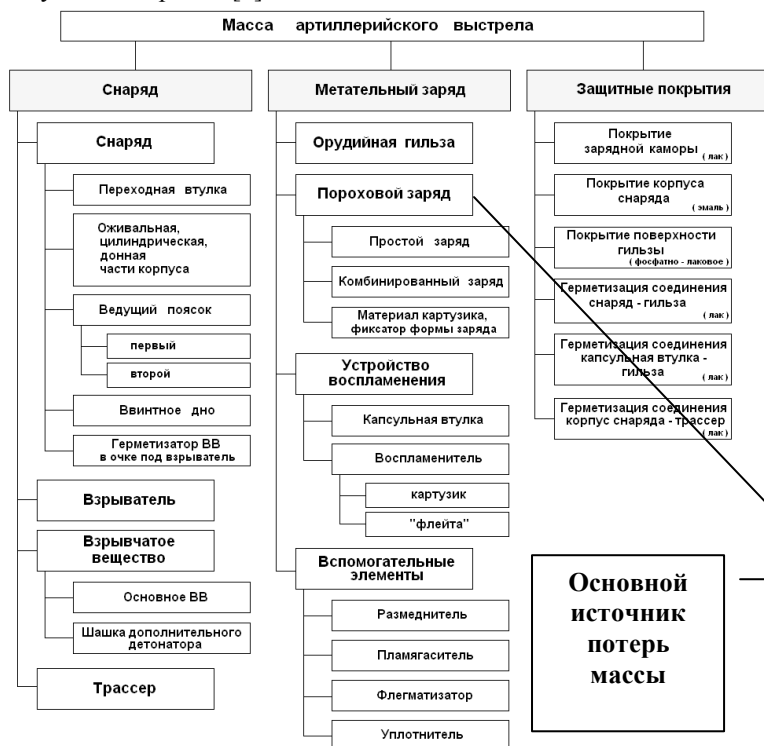 Масса артиллерийского выстрела
Снаряд
Снаряд
Переходная втулка
Оживальная,
цилиндрическая,
донная
части корпуса
Ведущий поясок
первый
второй
Ввинтное дно
Герметизатор ВВ
в очке под взрыватель
Взрыватель
Взрывчатое
вещество
Основное ВВ
Шашка дополнительного
детонатора
Трассер
Метательный заряд
Орудийная гильза
Пороховой заряд
Простой заряд
Комбинированный заряд
Материал картузика,
фиксатор формы заряда
Устройство
воспламенения
Капсульная втулка
Воспламенитель
картузик
"флейта"
Вспомогательные
элементы
Размеднитель
Пламягаситель
Флегматизатор
Уплотнитель
Защитные покрытия
Покрытие
зарядной каморы
( лак )
Покрытие корпуса
снаряда
( эмаль )
Покрытие поверхности
гильзы
( фосфатно - лаковое )
Герметизация соединения
снаряд - гильза
( лак )
Герметизация соединения
капсульная втулка -
гильза
( лак )
Герметизация соединения
корпус снаряда - трассер
( лак )
Основной
источник
потерь
массы